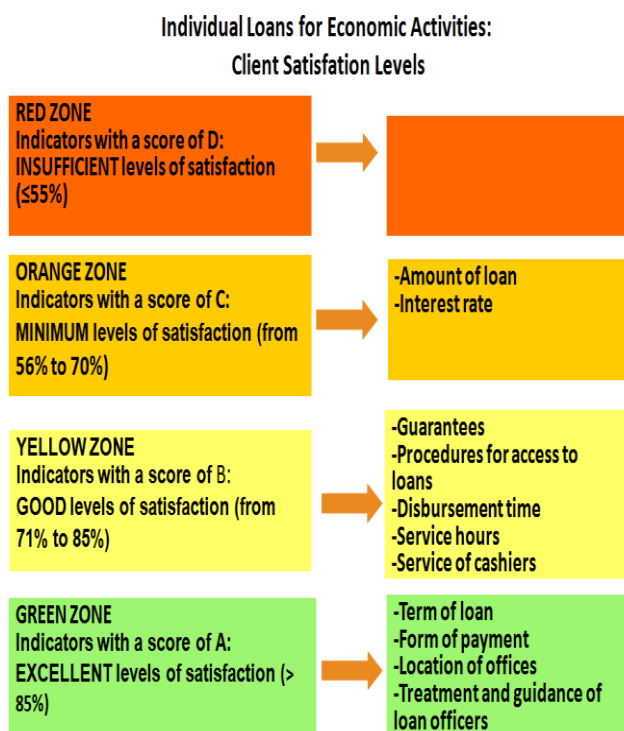 Individual Loans for Economic Activities:
Client Satisfation Levels
RED ZONE
Indicators with a score of D:
INSUFFICIENT levels of satisfaction
(≤55%)
ORANGE ZONE
Indicators with a score of C:
MINIMUM levels of satisfaction (from
56% to 70%)
-Amount of loan
-Interest rate
YELLOW ZONE
Indicators with a score of B:
GOOD levels of satisfaction (from
71% to 85%)
-Guarantees
-Procedures for access to
loans
-Disbursement time
-Service hours
-Service of cashiers
GREEN ZONE
Indicators with a score of A:
EXCELLENT levels of satisfaction (>
85%)
-Term of loan
-Form of payment
-Location of offices
-Treatment and guidance of
loan officers